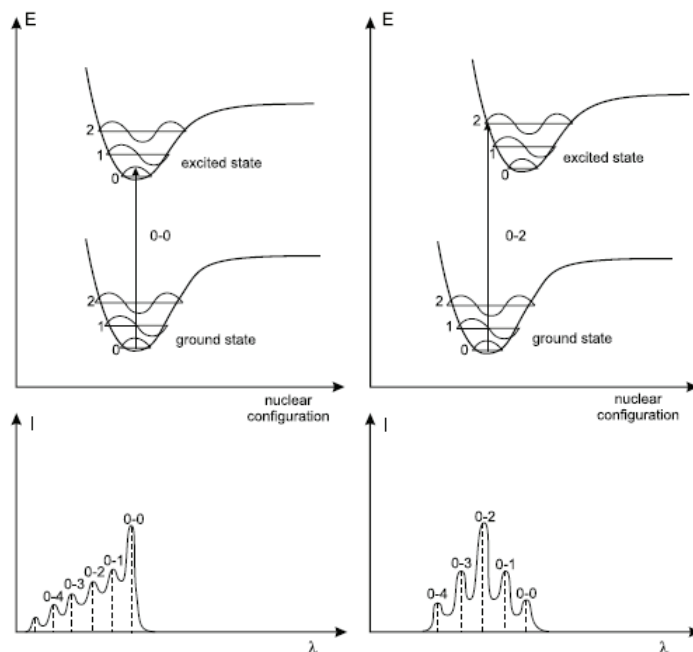 E
2
1
0
excited state
0-0
2
1
0
ground state
nuclear
configuration
E
2
1
0
excited state
0-2
2
1
0
ground state
nuclear
configuration
I
0-0
0-1
0-2
0-3
0-4
λ
I
0-2
0-3
0-1
0-4
0-0
λ